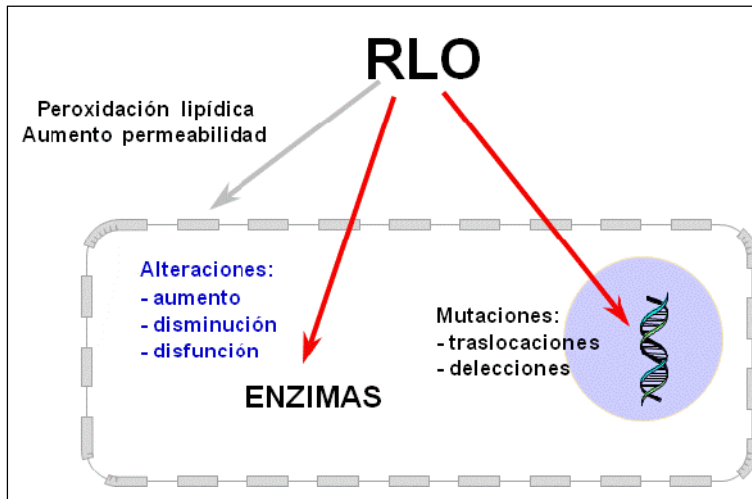 RLO
Peroxidación lipídica
Aumento permeabilidad
Alteraciones:
- aumento
- disminución
- disfunción
ENZIMAS
Mutaciones:
- traslocaciones
- delecciones